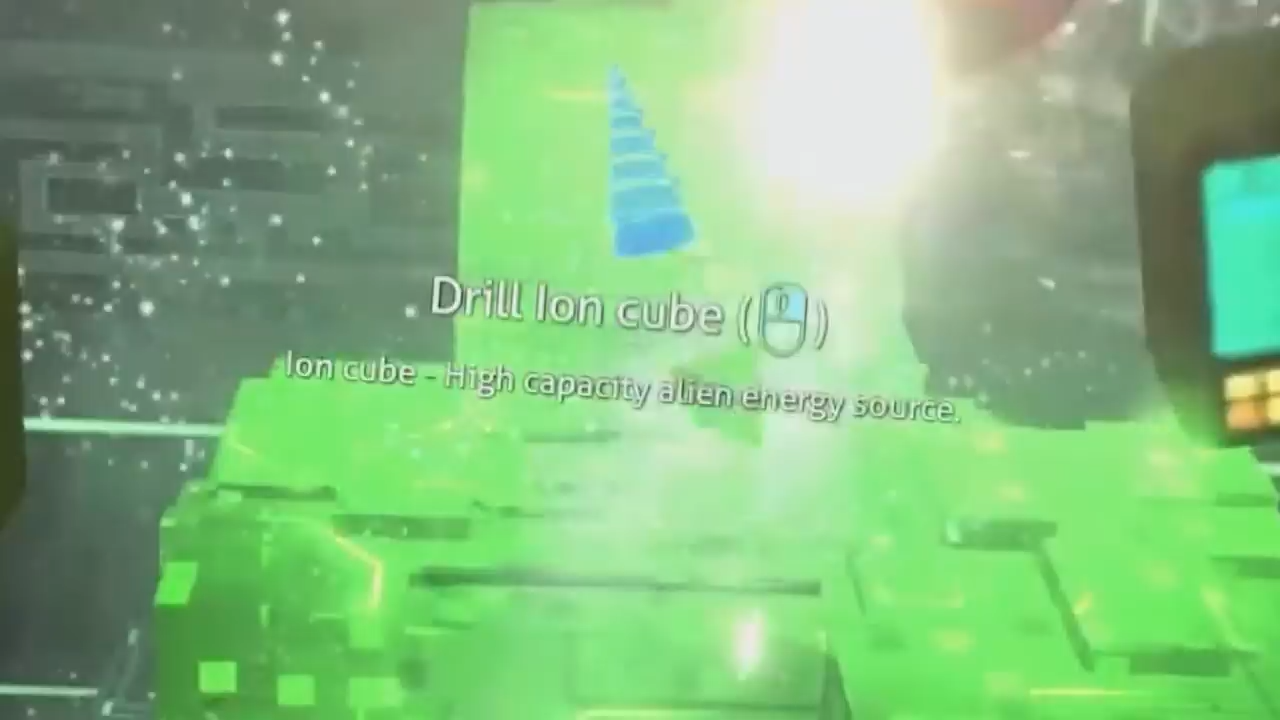 Drill Ion cube ()
Ion cube - High capacity alien energy source.